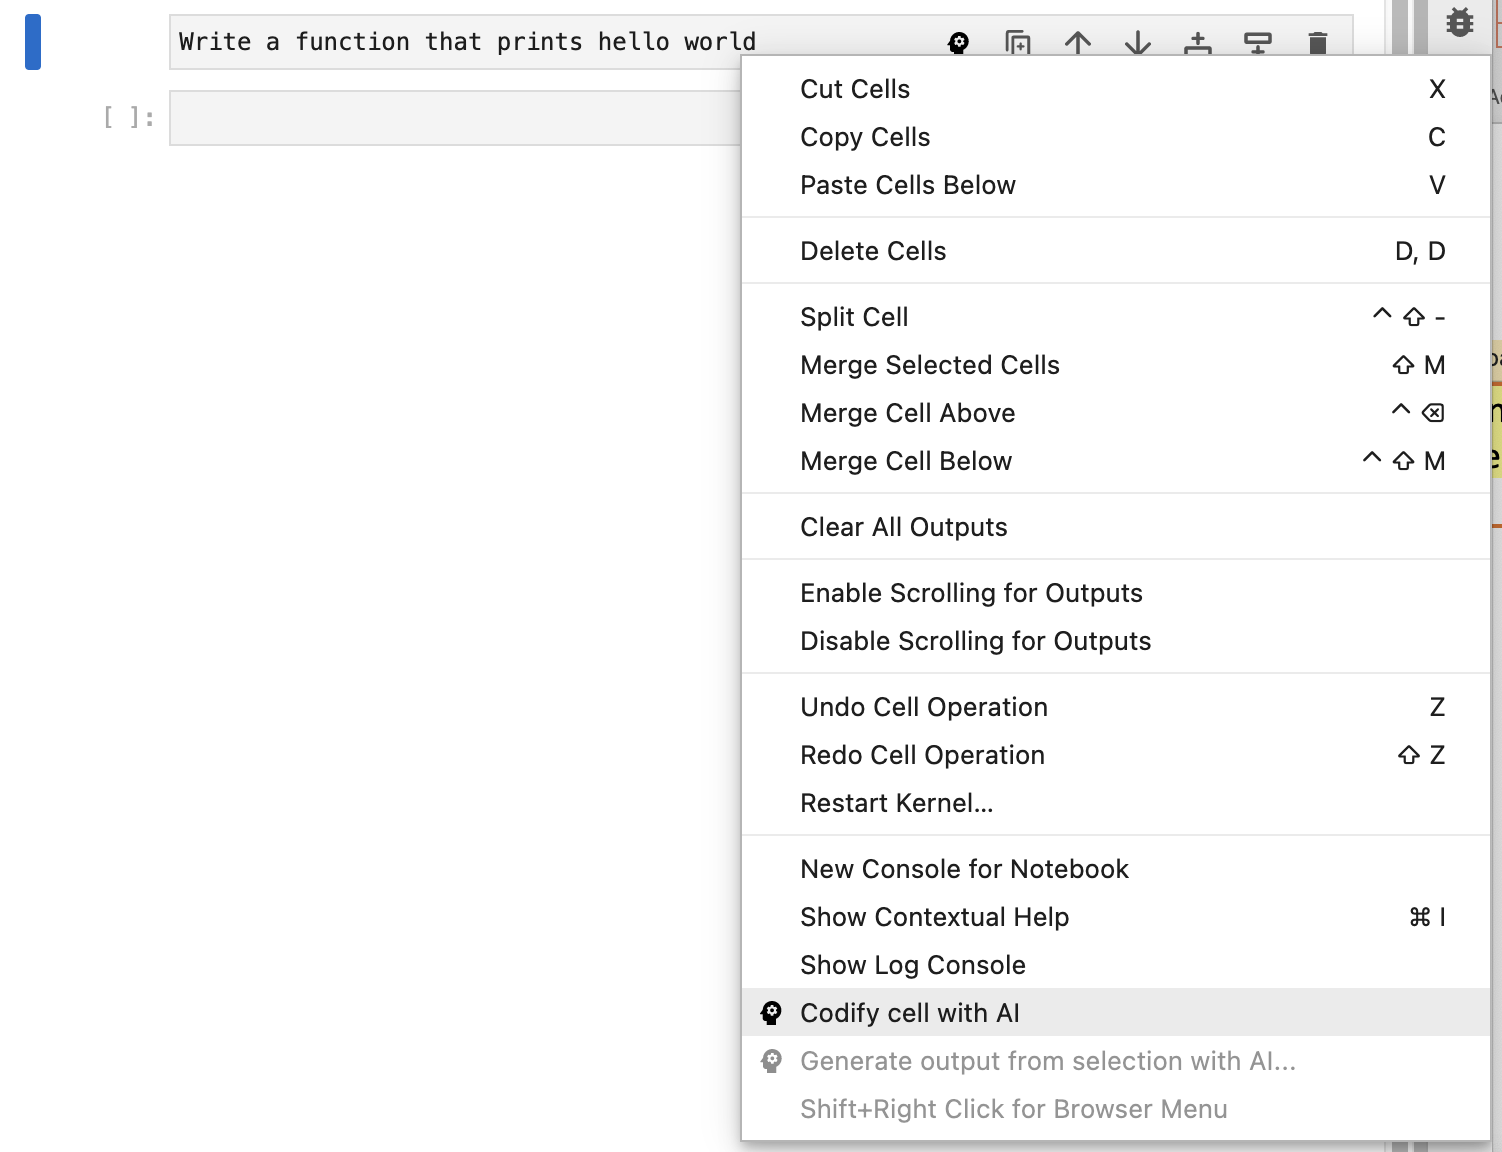 Write a function that prints hello world
[ ]:
Cut Cells X
Copy Cells C
Paste Cells Below V
Delete Cells D, D
Split Cell ⌃ ⇧ -
Merge Selected Cells ⇧ M
Merge Cell Above ⌃ ⌫
Merge Cell Below ⌃ ⇧ M
Clear All Outputs
Enable Scrolling for Outputs
Disable Scrolling for Outputs
Undo Cell Operation Z
Redo Cell Operation ⇧ Z
Restart Kernel...
New Console for Notebook
Show Contextual Help ⌘ I
Show Log Console
Codify cell with AI
Generate output from selection with AI...
Shift+Right Click for Browser Menu